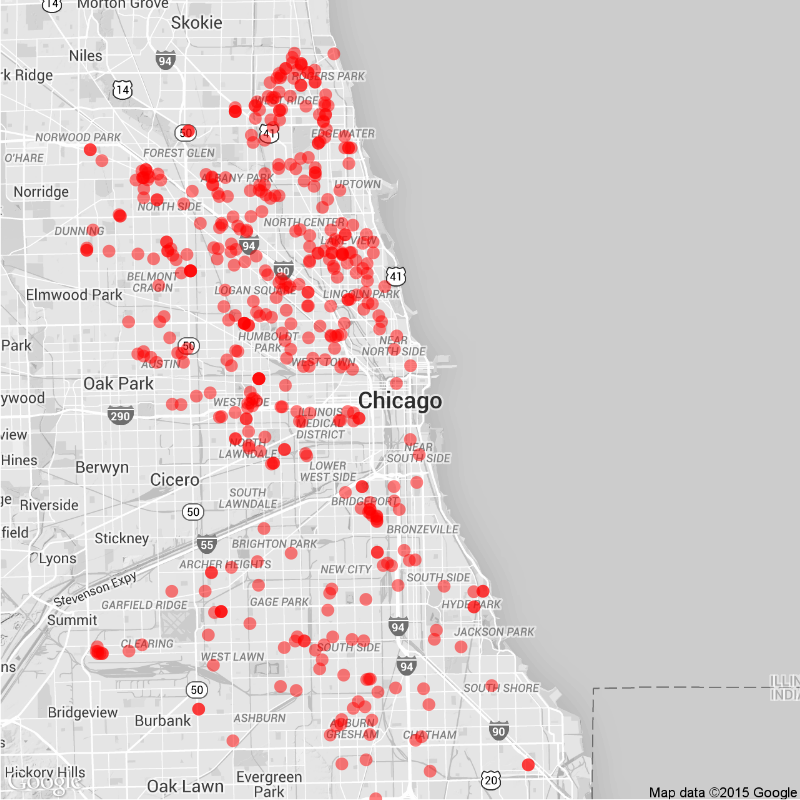 14
Morton Grove
Skokie
Niles
94
rk Ridge
ROGERS PARK
14
WEST RIDGE
NORWOOD PARK
50
41
EDGEWATER
O'HARE
FOREST GLEN
ALBANY PARK
UPTOWN
Norridge
NORTH SIDE
DUNNING
NORTH CENTER
94
LAKE VIEW
90
41
BELMONT
CRAGIN
LOGAN SQUARE
LINCOLN PARK
Elmwood Park
HUMBOLDT
PARK
NEAR
NORTH SIDE
Park
50
AUSTIN
WEST TOWN
Oak Park
ywood
290
WEST SIDE
Chicago
ILLINOIS
MEDICAL
DISTRICT
view
NORTH
LAWNDALE
NEAR
SOUTH SIDE
Hines
Berwyn
LOWER
WEST SIDE
Cicero
SOUTH
LAWNDALE
ge
Riverside
50
BRIDGEPORT
field
Stickney
BRONZEVILLE
BRIGHTON PARK
55
Lyons
ARCHER HEIGHTS
NEW CITY
SOUTH SIDE
Stevenson Expy
GARFIELD RIDGE
GAGE PARK
HYDE PARK
Summit
94
JACKSON PARK
CLEARING
SOUTH SIDE
ns
WEST LAWN
94
50
SOUTH SHORE
ILLIN
INDIA
Bridgeview
Burbank
ASHBURN
AUBURN
GRESHAM
CHATHAM
90
s
Hickory Hills
Google
Oak Lawn
Evergreen
Park
20
Map data ©2015 Google